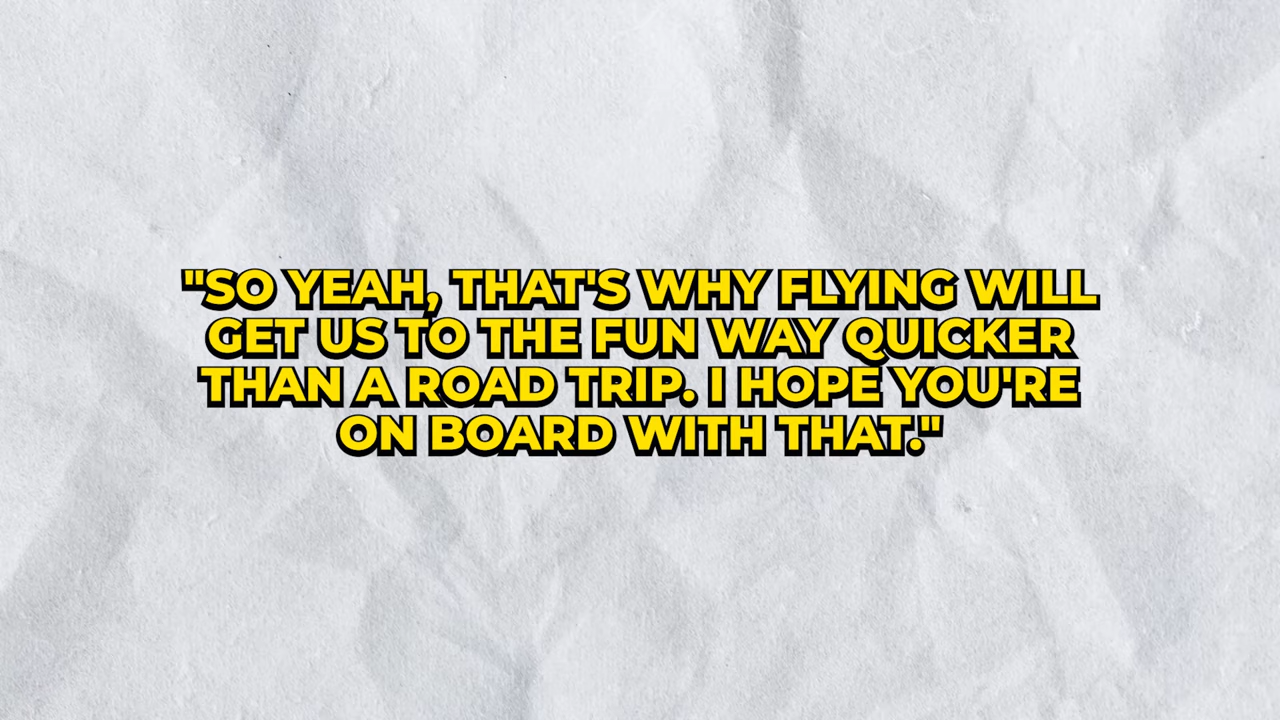 "SO YEAH, THAT'S WHY FLYING WILL
GET US TO THE FUN WAY QUICKER
THAN A ROAD TRIP. I HOPE YOU'RE
ON BOARD WITH THAT."